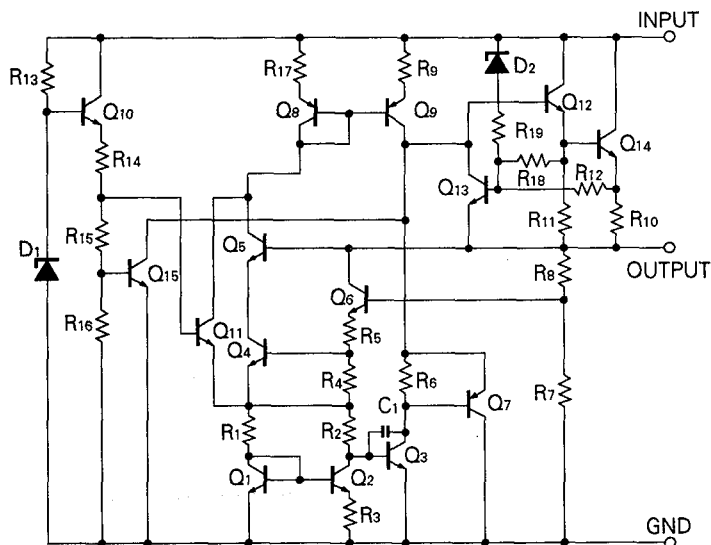 INPUT
R13
R17
R9
D2
Q10
Q8
Q9
Q12
R14
R19
Q14
R18
R12
Q13
R15
D1
Q15
Q5
R11
R10
OUTPUT
R8
Q6
R16
Q11
R5
Q4
R4
R6
Q7
R7
C1
R1
R2
Q3
Q1
Q2
R3
GND